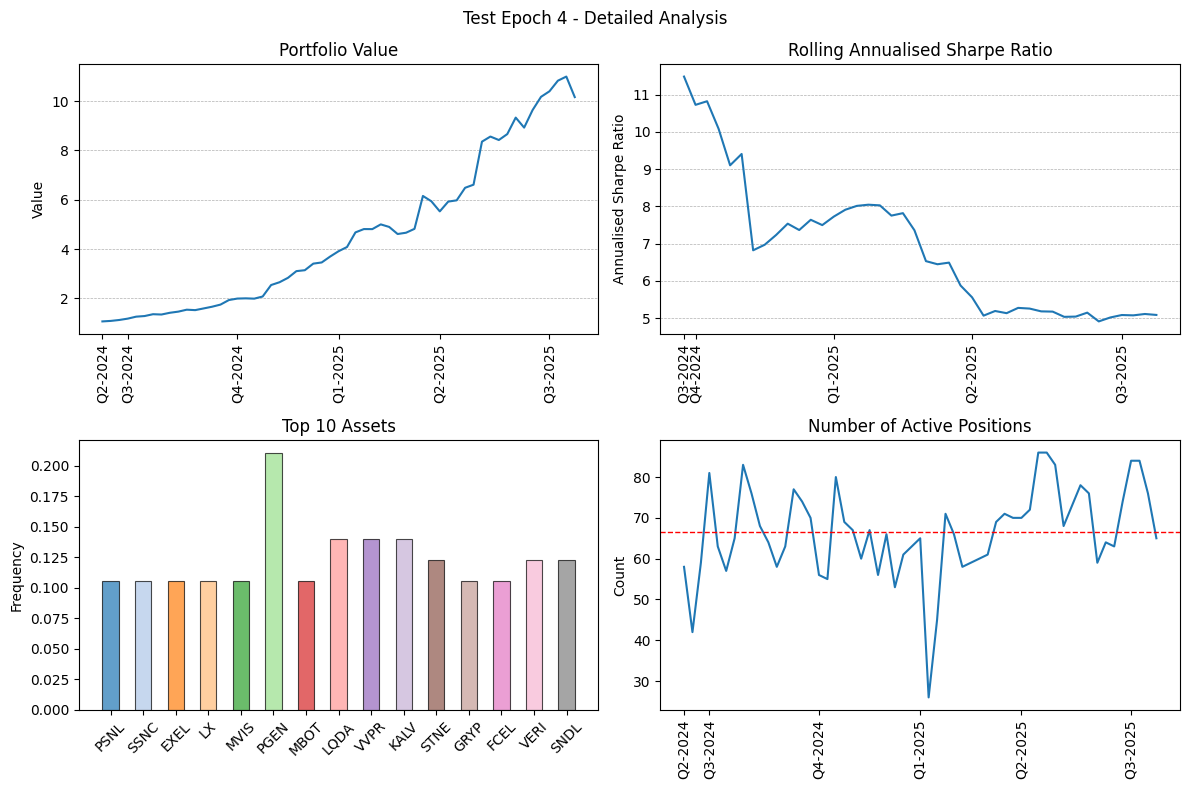 Test Epoch 4 - Detailed Analysis
Portfolio Value
Value
10
8
6
4
2
Q2-2024
Q3-2024
Q4-2024
Q1-2025
Q2-2025
Q3-2025
Rolling Annualised Sharpe Ratio
Annualised Sharpe Ratio
11
10
9
8
7
6
5
Q3-2024
Q4-2024
Q1-2025
Q2-2025
Q3-2025
Top 10 Assets
Frequency
0.200
0.175
0.150
0.125
0.100
0.075
0.050
0.025
0.000
PSNL
SSNC
EXEL
LX
MVIS
PGEN
MBOT
LQDA
VVPR
KALV
STNE
GRYP
FCEL
VERI
SNDL
Number of Active Positions
Count
80
70
60
50
40
30
Q2-2024
Q3-2024
Q4-2024
Q1-2025
Q2-2025
Q3-2025